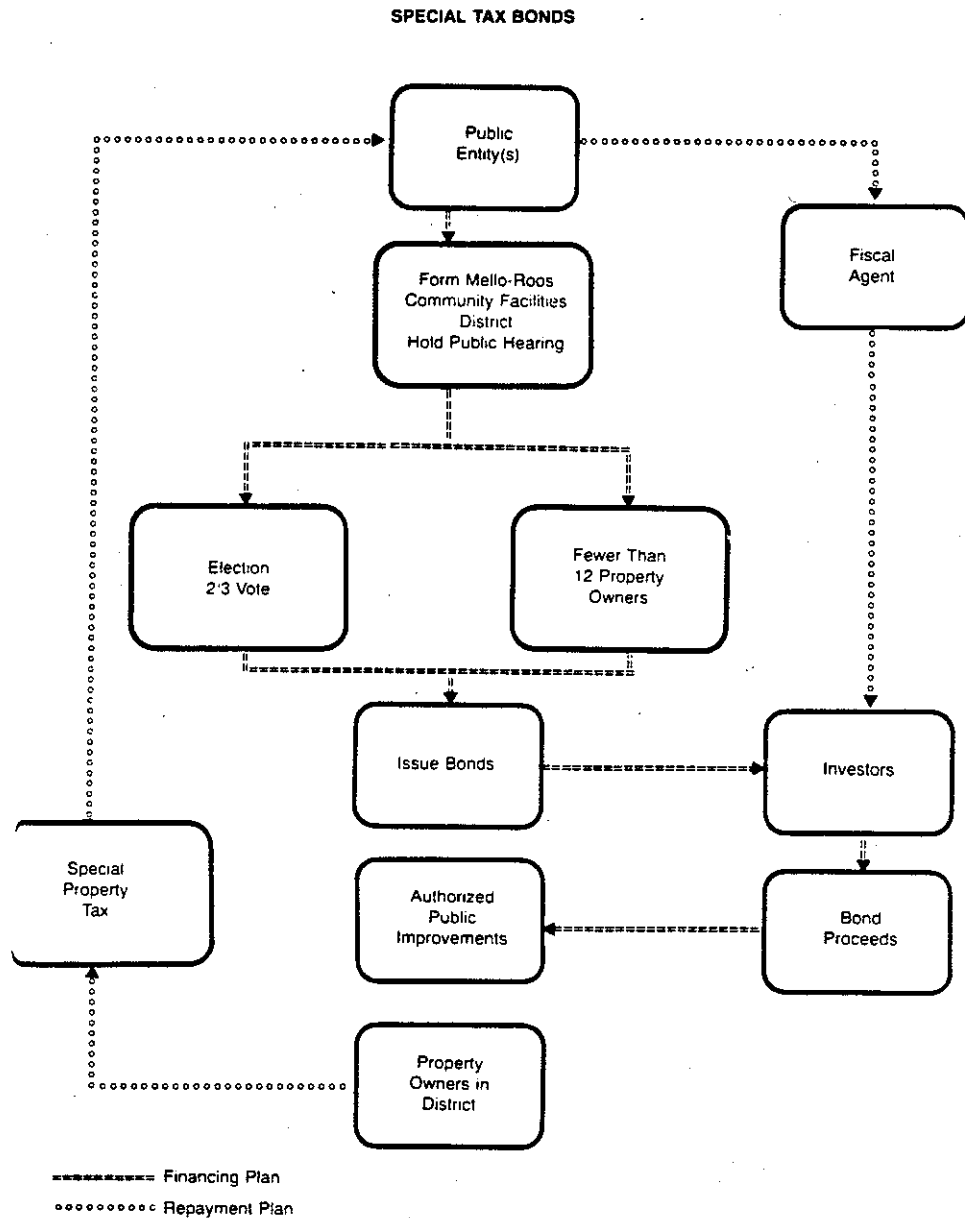 SPECIAL TAX BONDS
Public
Entity(s)
Form Mello-Roos
Community Facilities
District
Hold Public Hearing
Fiscal
Agent
Election
2/3 Vote
Fewer Than
12 Property
Owners
Issue Bonds
Investors
Special
Property
Tax
Authorized
Public
Improvements
Bond
Proceeds
Property
Owners in
District
Financing Plan
Repayment Plan